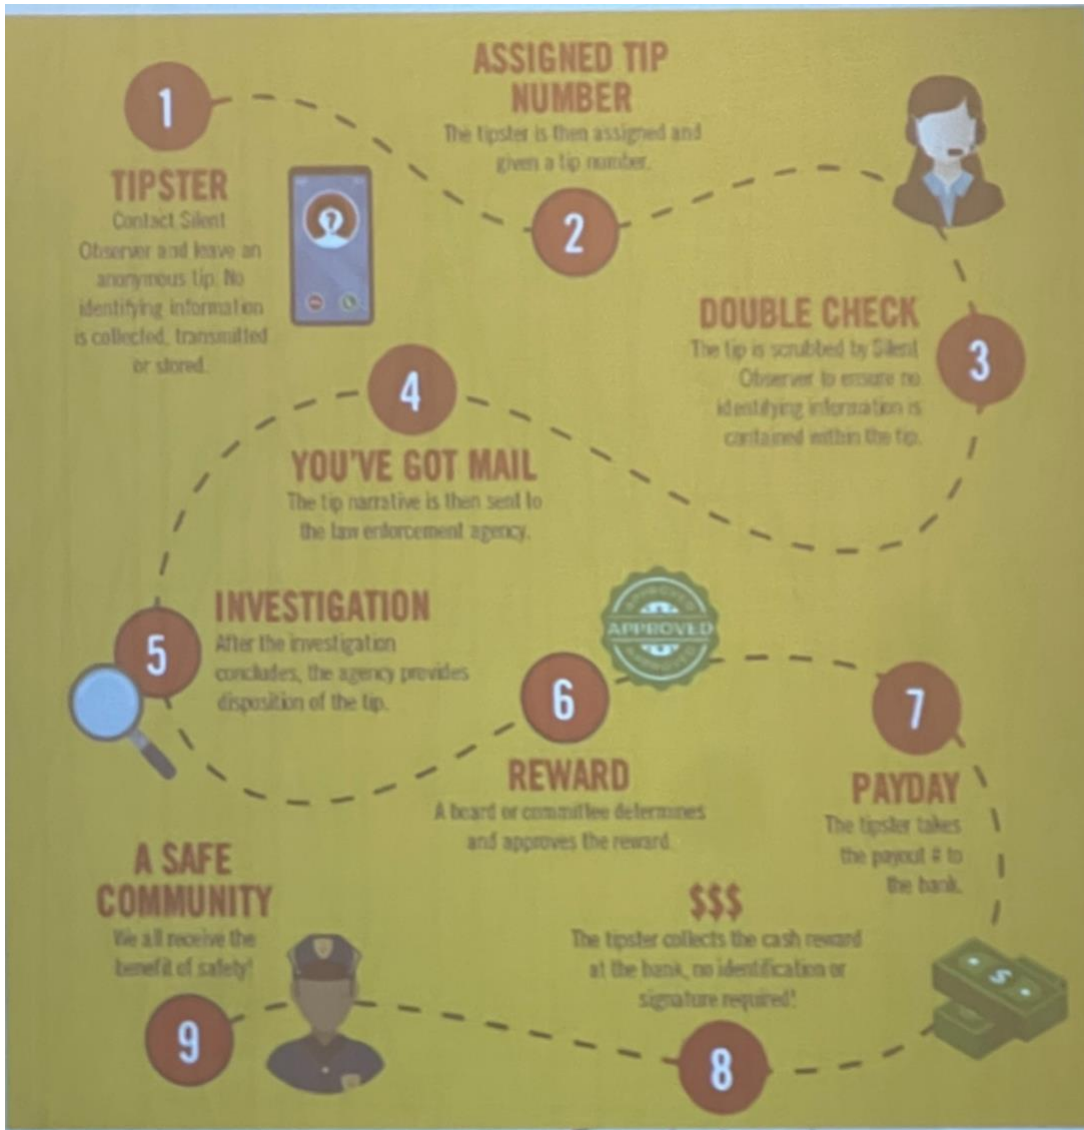 1
TIPSTER
Contact Silent
Observer and leave an
anonymous tip. No
identifying information
is collected, transmitted
or stored.
ASSIGNED TIP
NUMBER
The tipster is then assigned and
given a tip number.
2
DOUBLE CHECK
The tip is scrubbed by Silent
Observer to ensure no
identifying information is
contained within the tip.
3
4
YOU'VE GOT MAIL
The tip narrative is then sent to
the law enforcement agency.
5
INVESTIGATION
After the investigation
concludes, the agency provides
disposition of the tip.
APPROVED
APPROVED
APPROVED
6
REWARD
A board or committee determines
and approves the reward.
7
PAYDAY
The tipster takes
the payout # to
the bank.
$
$$$
The tipster collects the cash reward
at the bank, no identification or
signature required!
8
A SAFE
COMMUNITY
We all receive the
benefit of safety!
9